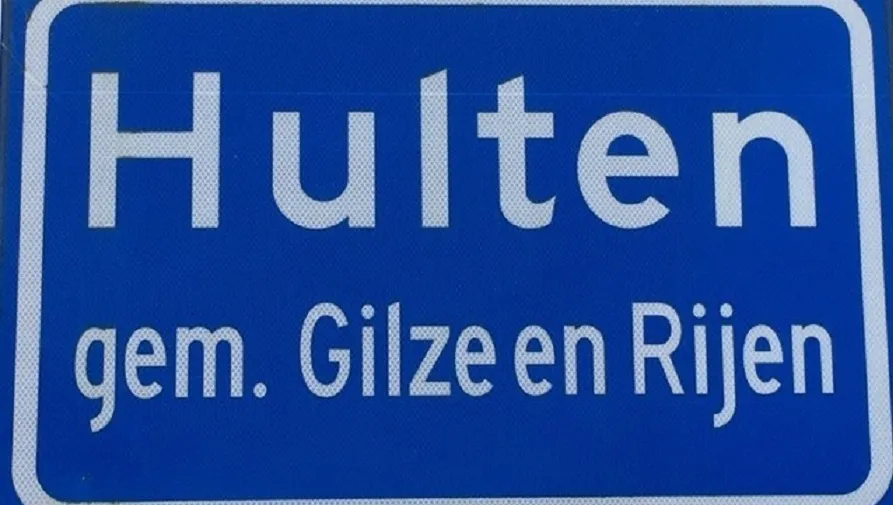 Hulten
gem. Gilze en Rijen